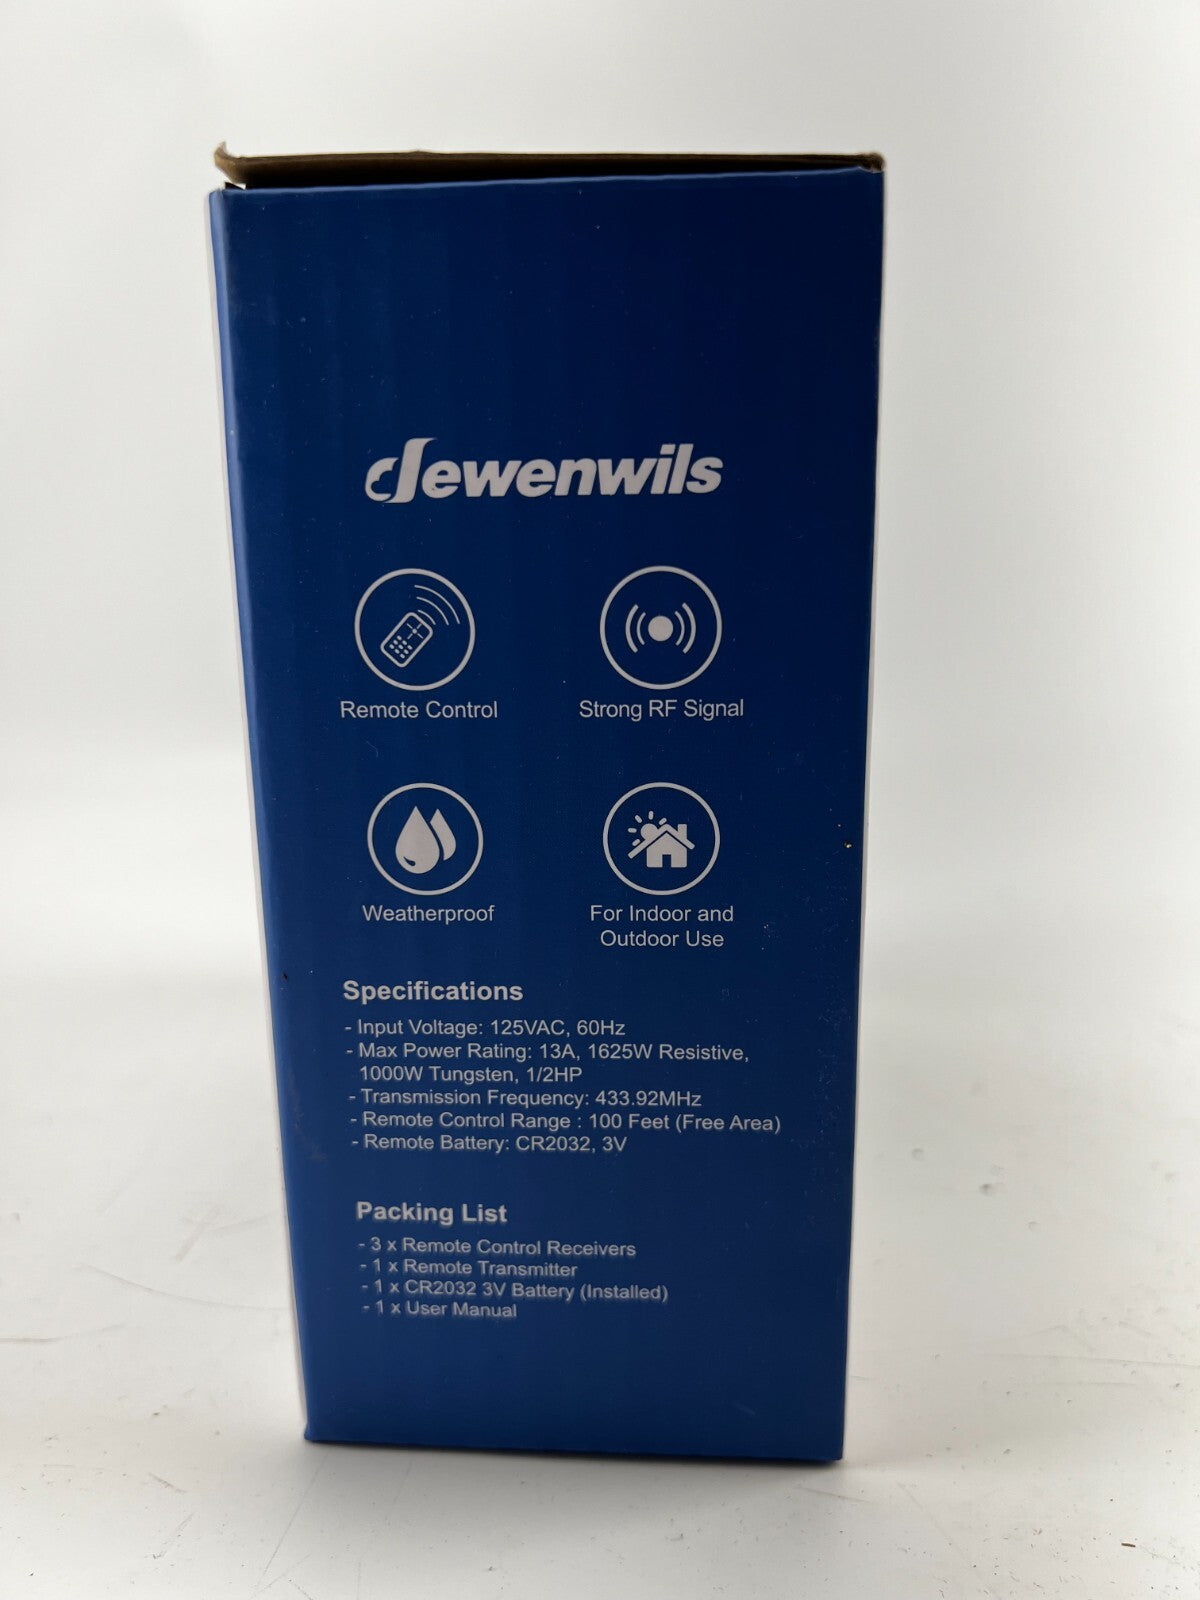 dewenwils
Remote Control
Strong RF Signal
Weatherproof
For Indoor and
Outdoor Use
Specifications
- Input Voltage: 125VAC, 60Hz
- Max Power Rating: 13A, 1625W Resistive,
1000W Tungsten, 1/2HP
- Transmission Frequency: 433.92MHz
- Remote Control Range : 100 Feet (Free Area)
- Remote Battery: CR2032, 3V
Packing List
- 3 x Remote Control Receivers
- 1 x Remote Transmitter
- 1 x CR2032 3V Battery (Installed)
- 1 x User Manual